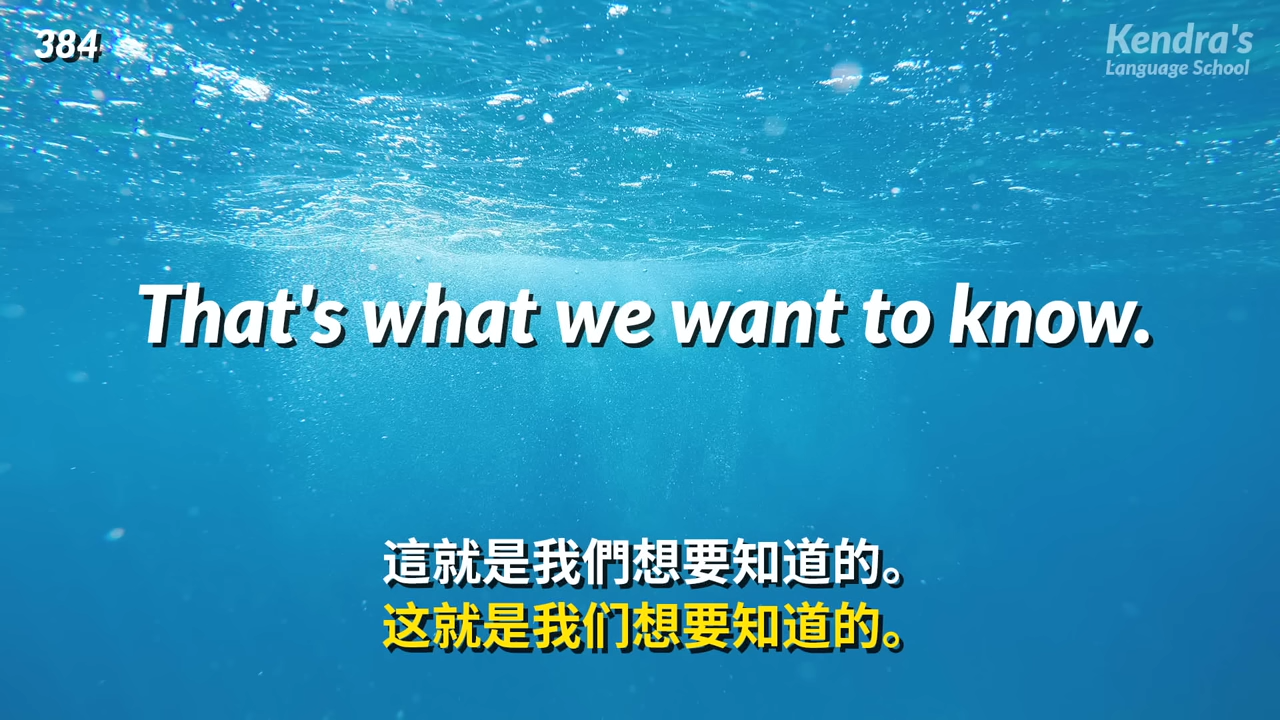 384
Kendra's
Language School
That's what we want to know.
這就是我們想要知道的。
这就是我们想要知道的。